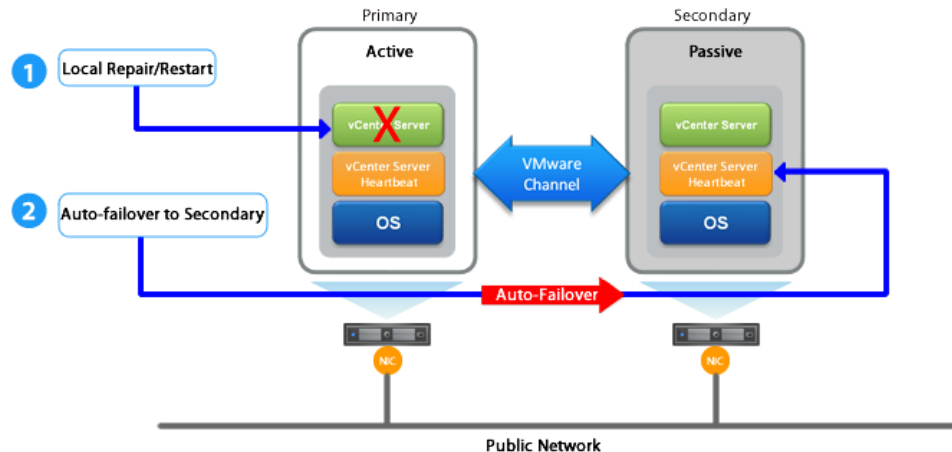 Primary
Secondary
1
Local Repair/Restart
Active
Passive
vCenter Server
X
vCenter Server
vCenter Server
Heartbeat
VMware
Channel
vCenter Server
Heartbeat
2
Auto-failover to Secondary
OS
OS
Auto-Failover
NIC
NIC
Public Network